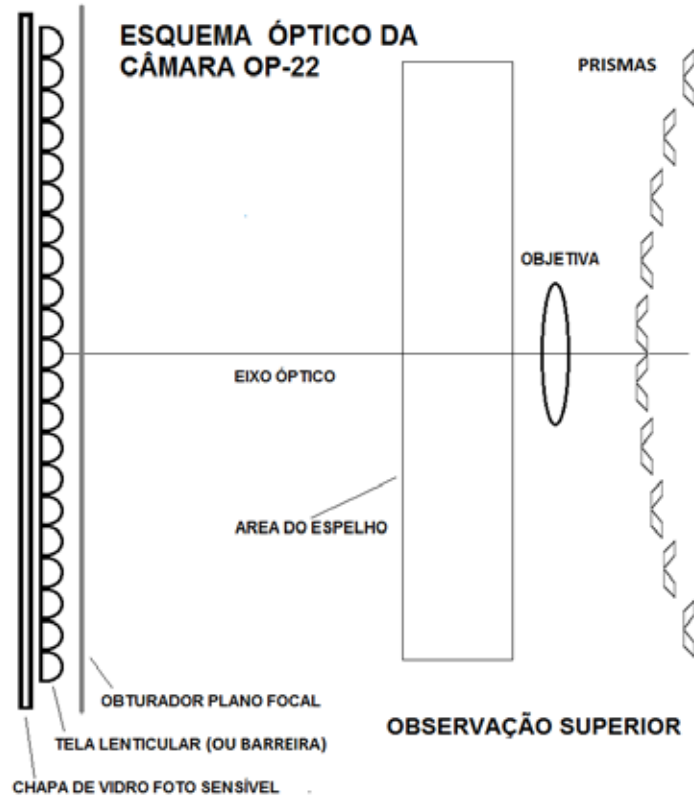 ESQUEMA ÓPTICO DA
CÂMARA OP-22
PRISMAS
OBJETIVA
EIXO ÓPTICO
AREA DO ESPELHO
OBTURADOR PLANO FOCAL
OBSERVAÇÃO SUPERIOR
TELA LENTICULAR (OU BARREIRA)
CHAPA DE VIDRO FOTO SENSÍVEL